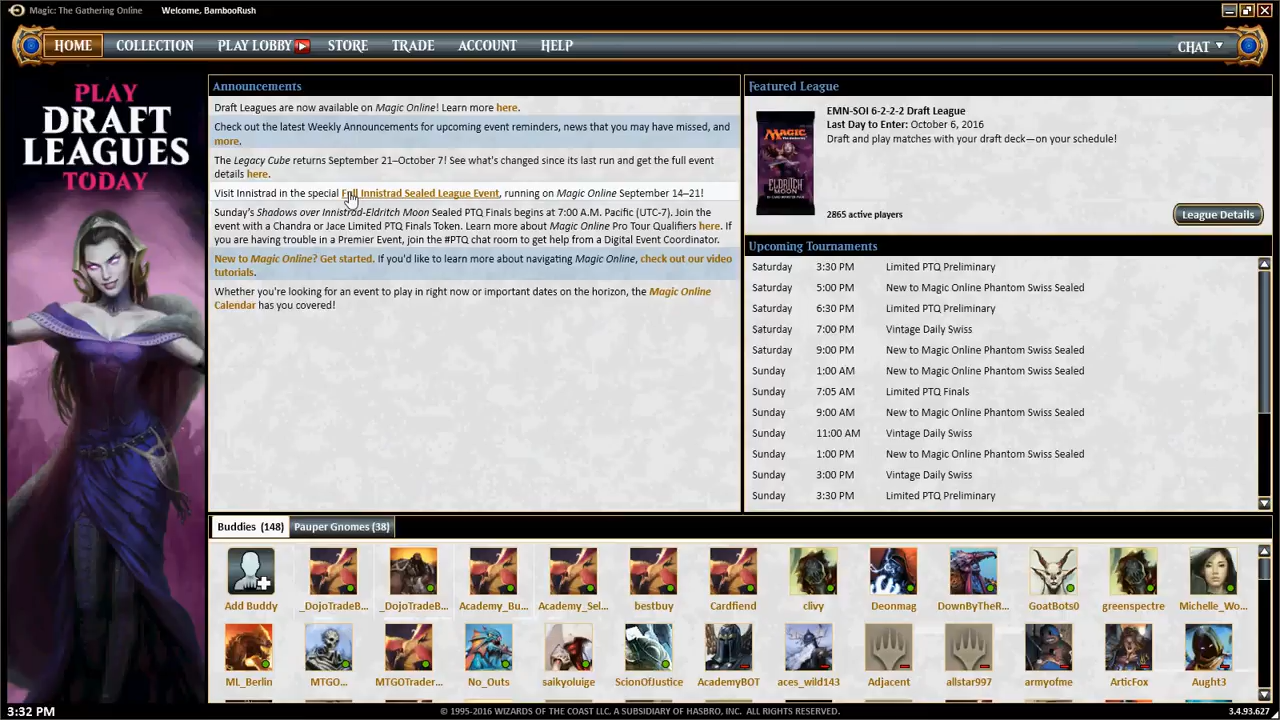 Magic: The Gathering Online
Welcome, BambooRush
HOME
COLLECTION
PLAY LOBBY
STORE
TRADE
ACCOUNT
HELP
CHAT
PLAY
DRAFT
LEAGUES
TODAY
Announcements
Draft Leagues are now available on Magic Online! Learn more here.
Check out the latest Weekly Announcements for upcoming event reminders, news that you may have missed, and
more.
The Legacy Cube returns September 21–October 7! See what's changed since its last run and get the full event
details here.
Visit Innistrad in the special Full Innistrad Sealed League Event, running on Magic Online September 14–21!
Sunday's Shadows over Innistrad-Eldritch Moon Sealed PTQ Finals begins at 7:00 A.M. Pacific (UTC-7). Join the
event with a Chandra or Jace Limited PTQ Finals Token. Learn more about Magic Online Pro Tour Qualifiers here. If
you are having trouble in a Premier Event, join the #PTQ chat room to get help from a Digital Event Coordinator.
New to Magic Online? Get started. If you'd like to learn more about navigating Magic Online, check out our video
tutorials.
Whether you're looking for an event to play in right now or important dates on the horizon, the Magic Online
Calendar has you covered!
Featured League
MAGIC
ELDRITCH
MOON
EMN-SOI 6-2-2-2 Draft League
Last Day to Enter: October 6, 2016
Draft and play matches with your draft deck—on your schedule!
2865 active players
League Details
Upcoming Tournaments
Saturday 3:30 PM Limited PTQ Preliminary
Saturday 5:00 PM New to Magic Online Phantom Swiss Sealed
Saturday 6:30 PM Limited PTQ Preliminary
Saturday 7:00 PM Vintage Daily Swiss
Saturday 9:00 PM New to Magic Online Phantom Swiss Sealed
Sunday 1:00 AM New to Magic Online Phantom Swiss Sealed
Sunday 7:05 AM Limited PTQ Finals
Sunday 9:00 AM New to Magic Online Phantom Swiss Sealed
Sunday 11:00 AM Vintage Daily Swiss
Sunday 1:00 PM New to Magic Online Phantom Swiss Sealed
Sunday 3:00 PM Vintage Daily Swiss
Sunday 3:30 PM Limited PTQ Preliminary
Buddies (148)
Pauper Gnomes (38)
Add Buddy _DojoTradeB... _DojoTradeB... Academy_Bu... Academy_Sel... bestbuy Cardfiend clivy Deonmag DownByTheR... GoatBots0 greenspectre Michelle_Wo...
ML_Berlin MTGO... MTGOTrader... No_Outs saikyoluige ScionOfJustice AcademyBOT aces_wild143 Adjacent allstar997 armyofme ArticFox Aught3
3:32 PM
© 1995-2016 WIZARDS OF THE COAST LLC. A SUBSIDIARY OF HASBRO, INC. ALL RIGHTS RESERVED.
3.4.93.627